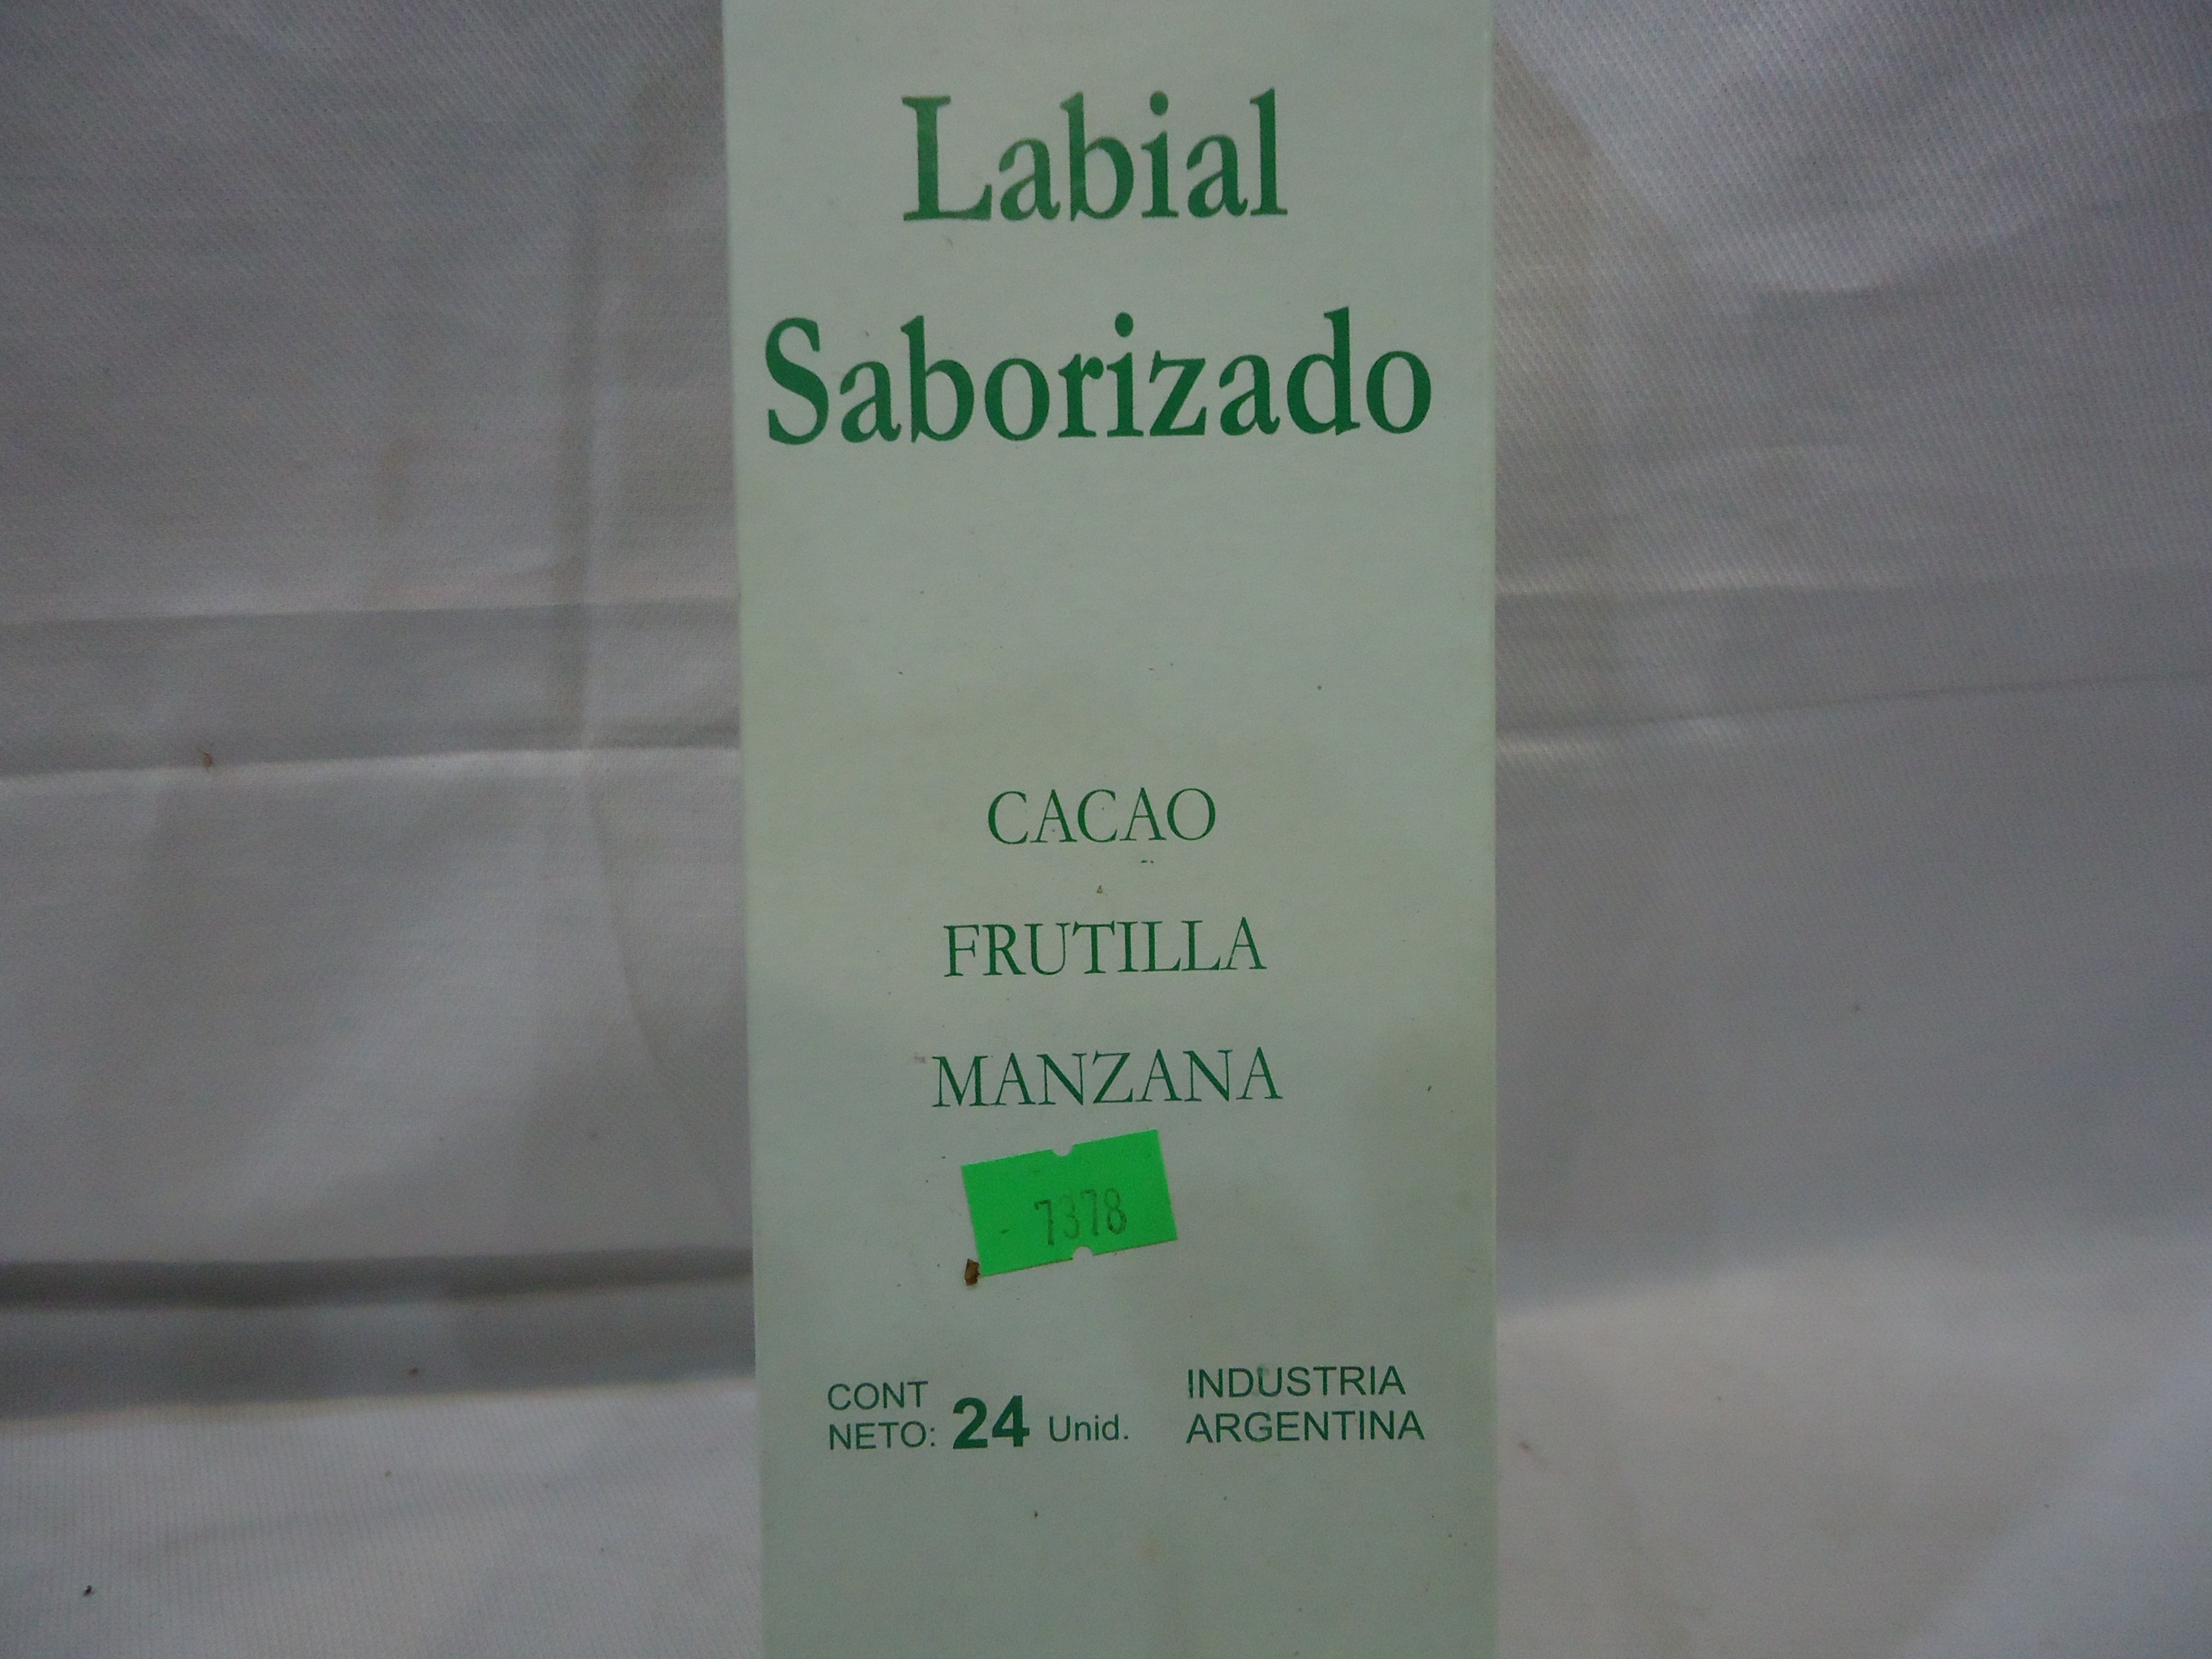 Labial
Saborizado
CACAO
FRUTILLA
MANZANA
- 7378
CONT
NETO: 24 Unid.
INDUSTRIA
ARGENTINA